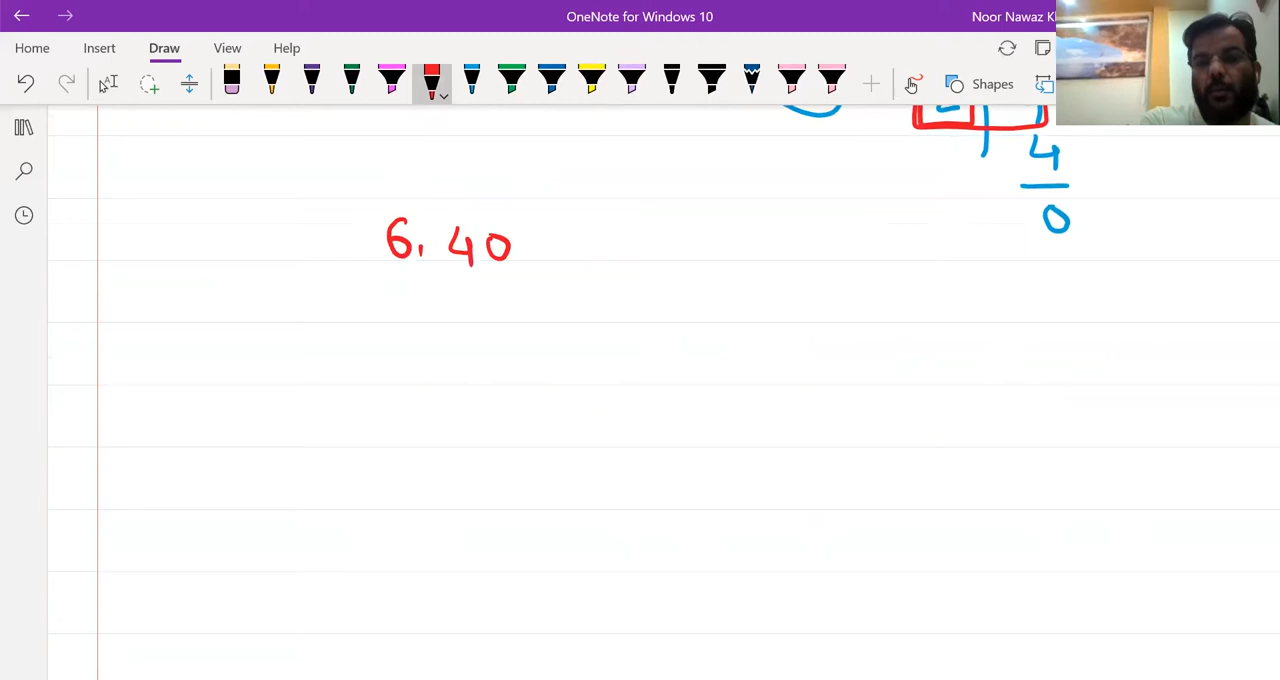 OneNote for Windows 10
Noor Nawaz K
Home Insert Draw View Help
Shapes
4
0
6. 40